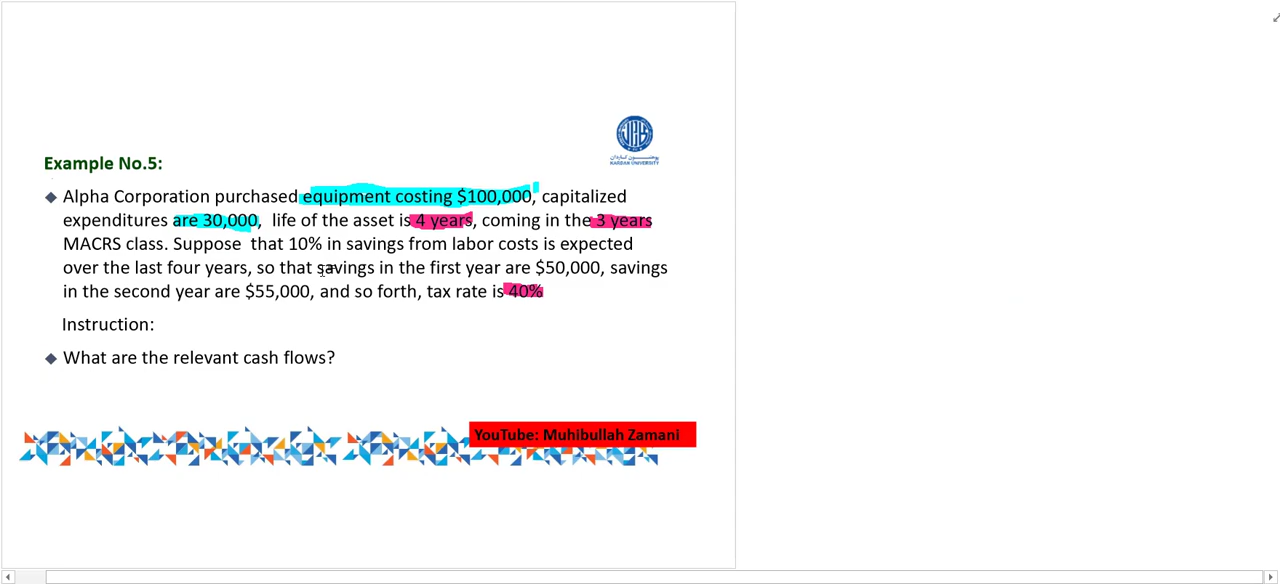 KARDAN UNIVERSITY
Example No.5:
Alpha Corporation purchased equipment costing $100,000, capitalized
expenditures are 30,000, life of the asset is 4 years, coming in the 3 years
MACRS class. Suppose that 10% in savings from labor costs is expected
over the last four years, so that savings in the first year are $50,000, savings
in the second year are $55,000, and so forth, tax rate is 40%
Instruction:
What are the relevant cash flows?
YouTube: Muhibullah Zamani